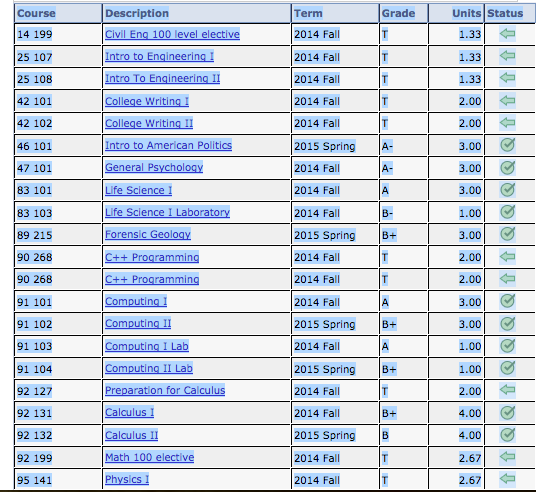 Course Description Term Grade Units Status
14 199 Civil Eng 100 level elective 2014 Fall T 1.33
25 107 Intro to Engineering I 2014 Fall T 1.33
25 108 Intro To Engineering II 2014 Fall T 1.33
42 101 College Writing I 2014 Fall T 2.00
42 102 College Writing II 2014 Fall T 2.00
46 101 Intro to American Politics 2015 Spring A- 3.00
47 101 General Psychology 2014 Fall A- 3.00
83 101 Life Science I 2014 Fall A 3.00
83 103 Life Science I Laboratory 2014 Fall B- 1.00
89 215 Forensic Geology 2015 Spring B+ 3.00
90 268 C++ Programming 2014 Fall T 2.00
90 268 C++ Programming 2014 Fall T 2.00
91 101 Computing I 2014 Fall A 3.00
91 102 Computing II 2015 Spring B+ 3.00
91 103 Computing I Lab 2014 Fall A 1.00
91 104 Computing II Lab 2015 Spring B+ 1.00
92 127 Preparation for Calculus 2014 Fall T 2.00
92 131 Calculus I 2014 Fall B+ 4.00
92 132 Calculus II 2015 Spring B 4.00
92 199 Math 100 elective 2014 Fall T 2.67
95 141 Physics I 2014 Fall T 2.67